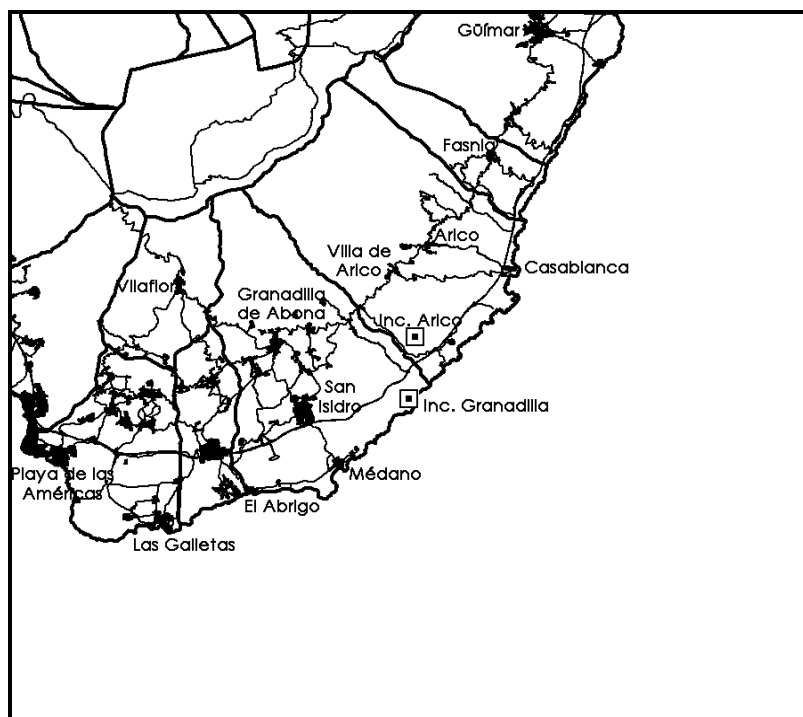 Güímar
Fasnia
Arico
Villa de
Arico
Casablanca
Vilaflor
Granadilla
de Abona
Inc. Arico
San
Isidro
Inc. Granadilla
Playa de las
Américas
Médano
El Abrigo
Las Galletas